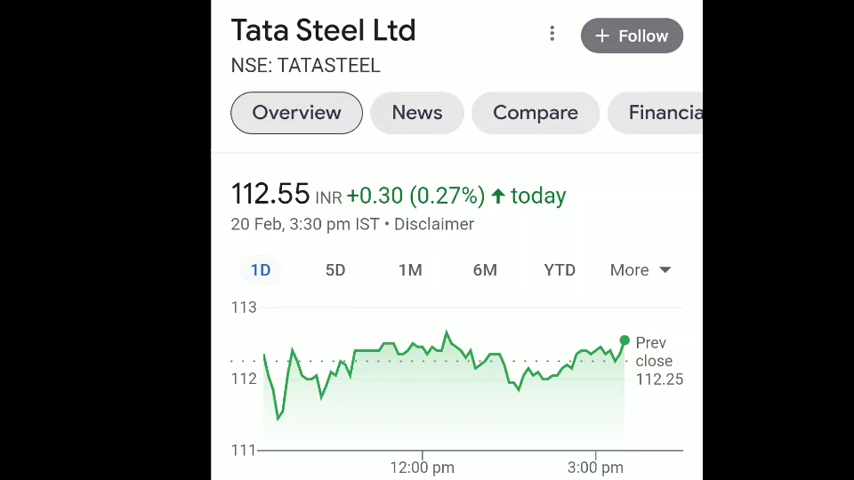 Tata Steel Ltd
+ Follow
NSE: TATASTEEL
Overview News Compare Financia
112.55 INR +0.30 (0.27%) ↑ today
20 Feb, 3:30 pm IST • Disclaimer
1D 5D 1M 6M YTD More
113
Prev
close
112.25
112
111
12:00 pm 3:00 pm